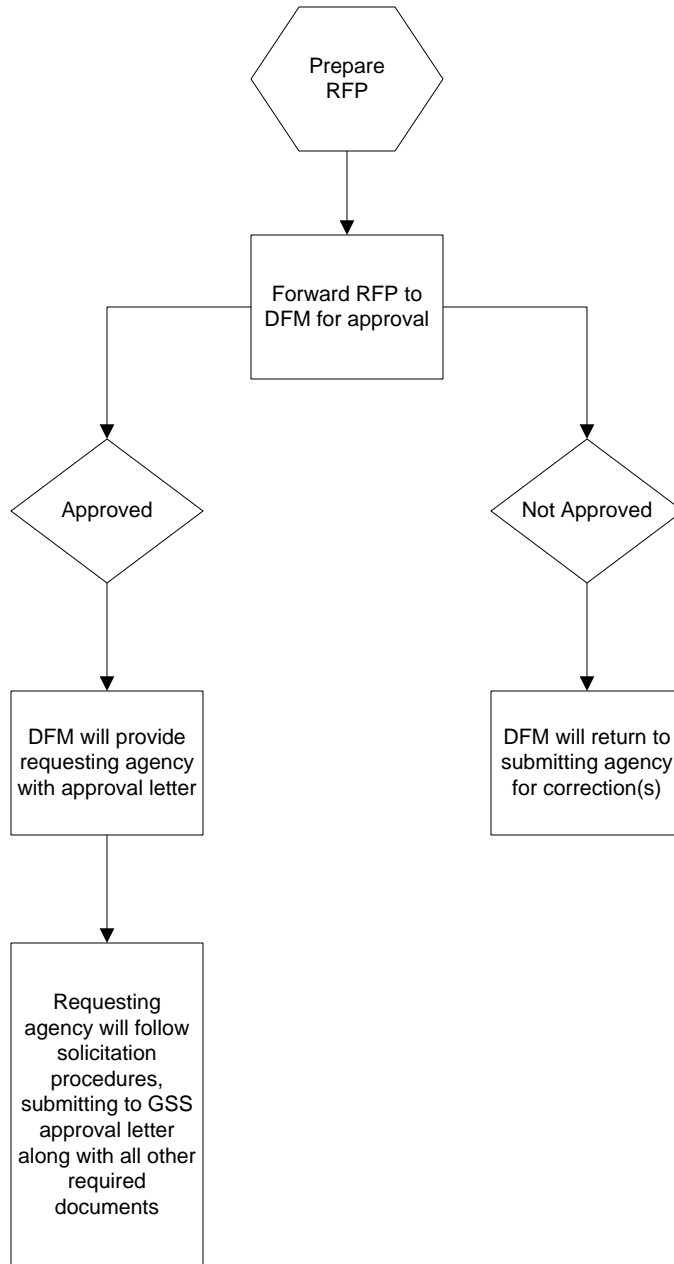 Prepare
RFP
Forward RFP to
DFM for approval
Approved
Not Approved
DFM will provide
requesting agency
with approval letter
DFM will return to
submitting agency
for correction(s)
Requesting
agency will follow
solicitation
procedures,
submitting to GSS
approval letter
along with all other
required
documents